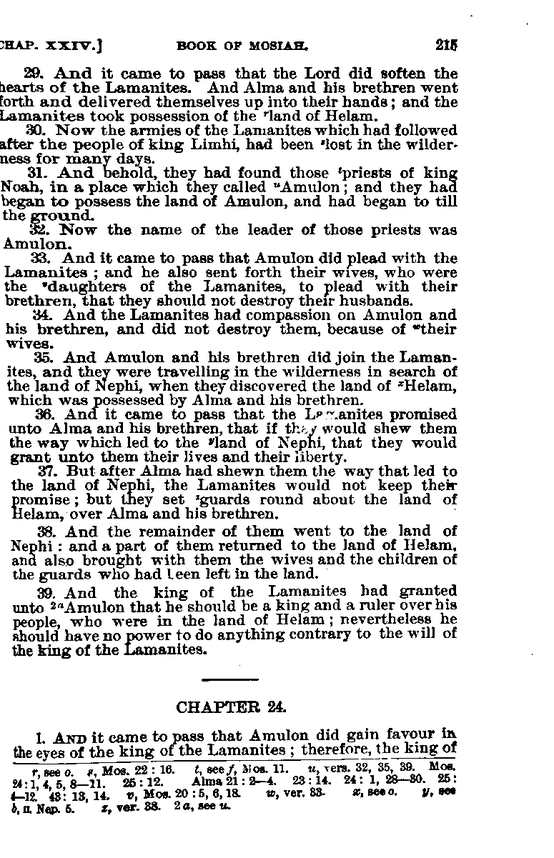 CHAP. XXIV.] BOOK OF MOSIAH. 215
29. And it came to pass that the Lord did soften the
hearts of the Lamanites. And Alma and his brethren went
forth and delivered themselves up into their hands; and the
Lamanites took possession of the ʳland of Helam.
30. Now the armies of the Lamanites which had followed
after the people of king Limhi, had been ˢlost in the wilder-
ness for many days.
31. And behold, they had found those ᵗpriests of king
Noah, in a place which they called ᵘAmulon; and they had
began to possess the land of Amulon, and had began to till
the ground.
32. Now the name of the leader of those priests was
Amulon.
33. And it came to pass that Amulon did plead with the
Lamanites; and he also sent forth their wives, who were
the ᵛdaughters of the Lamanites, to plead with their
brethren, that they should not destroy their husbands.
34. And the Lamanites had compassion on Amulon and
his brethren, and did not destroy them, because of ʷtheir
wives.
35. And Amulon and his brethren did join the Laman-
ites, and they were travelling in the wilderness in search of
the land of Nephi, when they discovered the land of ˣHelam,
which was possessed by Alma and his brethren.
36. And it came to pass that the Lamanites promised
unto Alma and his brethren, that if they would shew them
the way which led to the ʸland of Nephi, that they would
grant unto them their lives and their liberty.
37. But after Alma had shewn them the way that led to
the land of Nephi, the Lamanites would not keep their
promise; but they set ᶻguards round about the land of
Helam, over Alma and his brethren.
38. And the remainder of them went to the land of
Nephi: and a part of them returned to the land of Helam,
and also brought with them the wives and the children of
the guards who had been left in the land.
39. And the king of the Lamanites had granted
unto ²ᵃAmulon that he should be a king and a ruler over his
people, who were in the land of Helam; nevertheless he
should have no power to do anything contrary to the will of
the king of the Lamanites.
CHAPTER 24.
1. AND it came to pass that Amulon did gain favour in
the eyes of the king of the Lamanites; therefore, the king of
r, see o. s, Mos. 22: 16. t, see f, Mos. 11. u, vers. 32, 35, 39. Mos.
24: 1, 4, 5, 8—11. 25: 12. Alma 21: 2—4. 23: 14. 24: 1, 28—30. 25:
4—12. 43: 13, 14. v, Mos. 20: 5, 6, 18. w, ver. 33. x, see o. y, see
b, II. Nep. 5. z, ver. 38. 2a, see u.